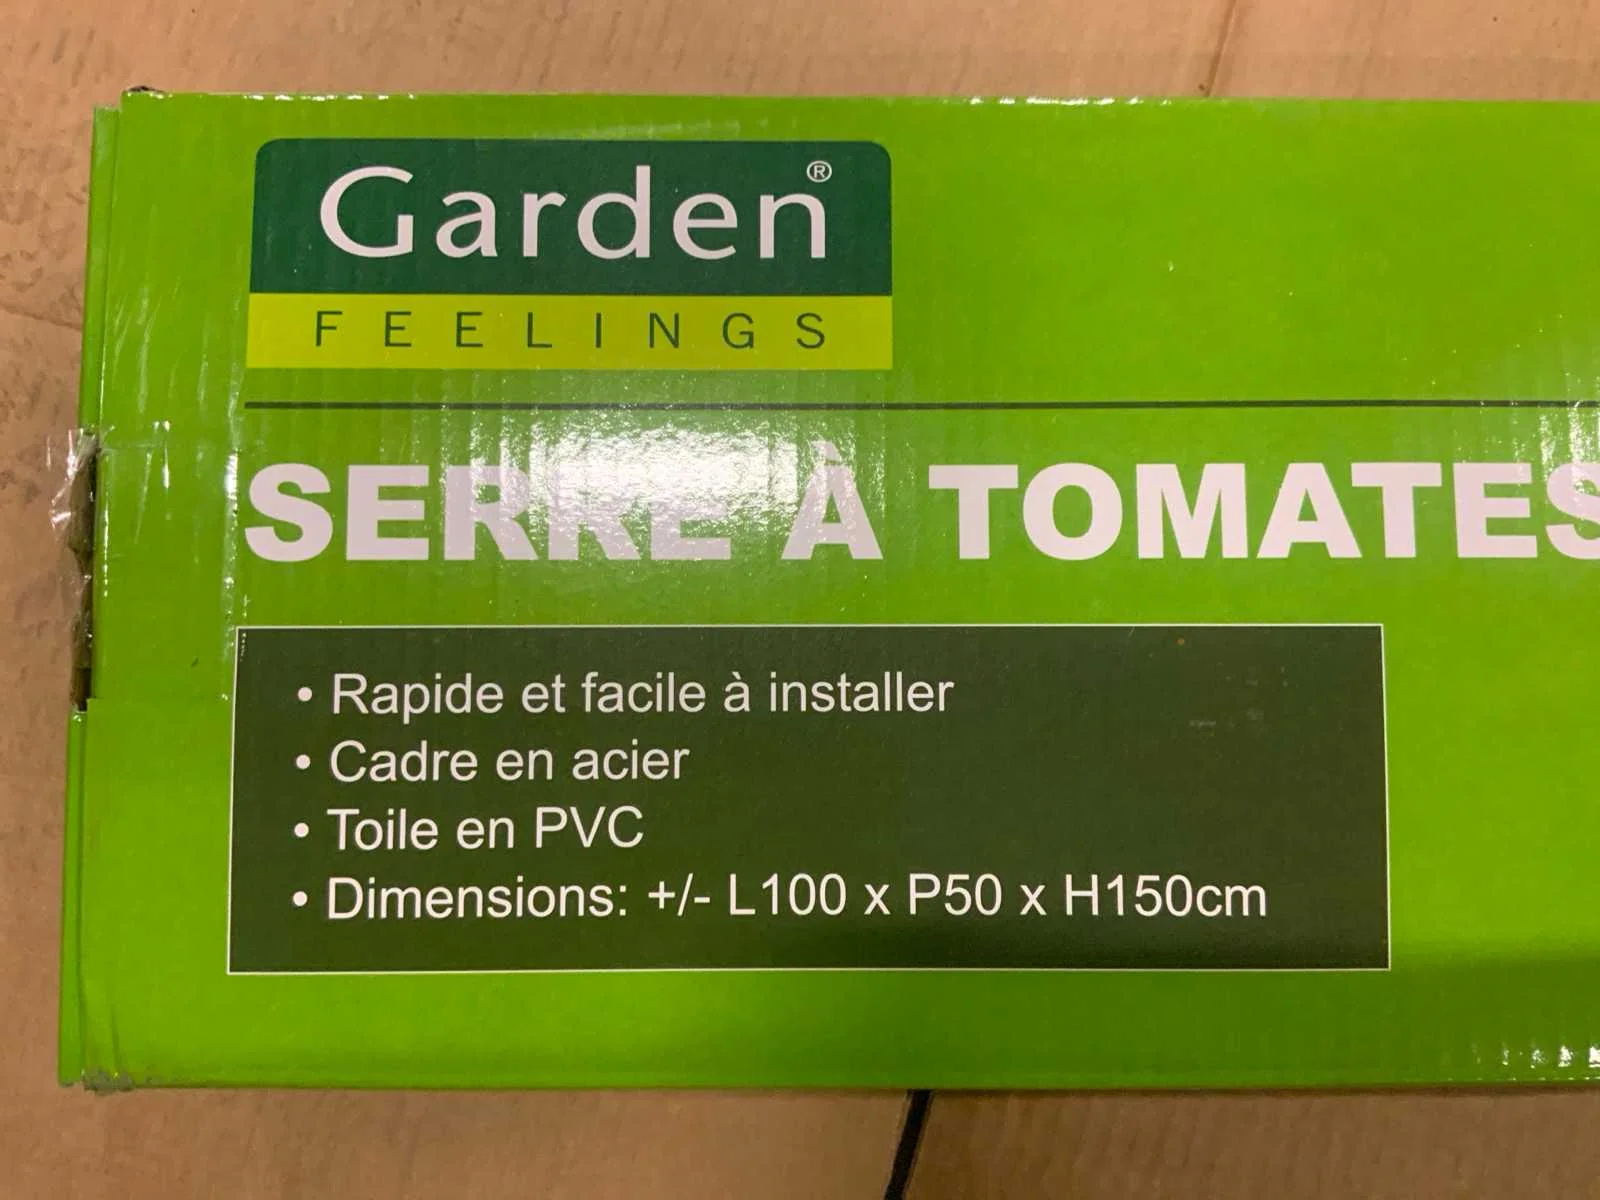 Garden®
FEELINGS
SERRE À TOMATES
• Rapide et facile à installer
• Cadre en acier
• Toile en PVC
• Dimensions: +/- L100 x P50 x H150cm